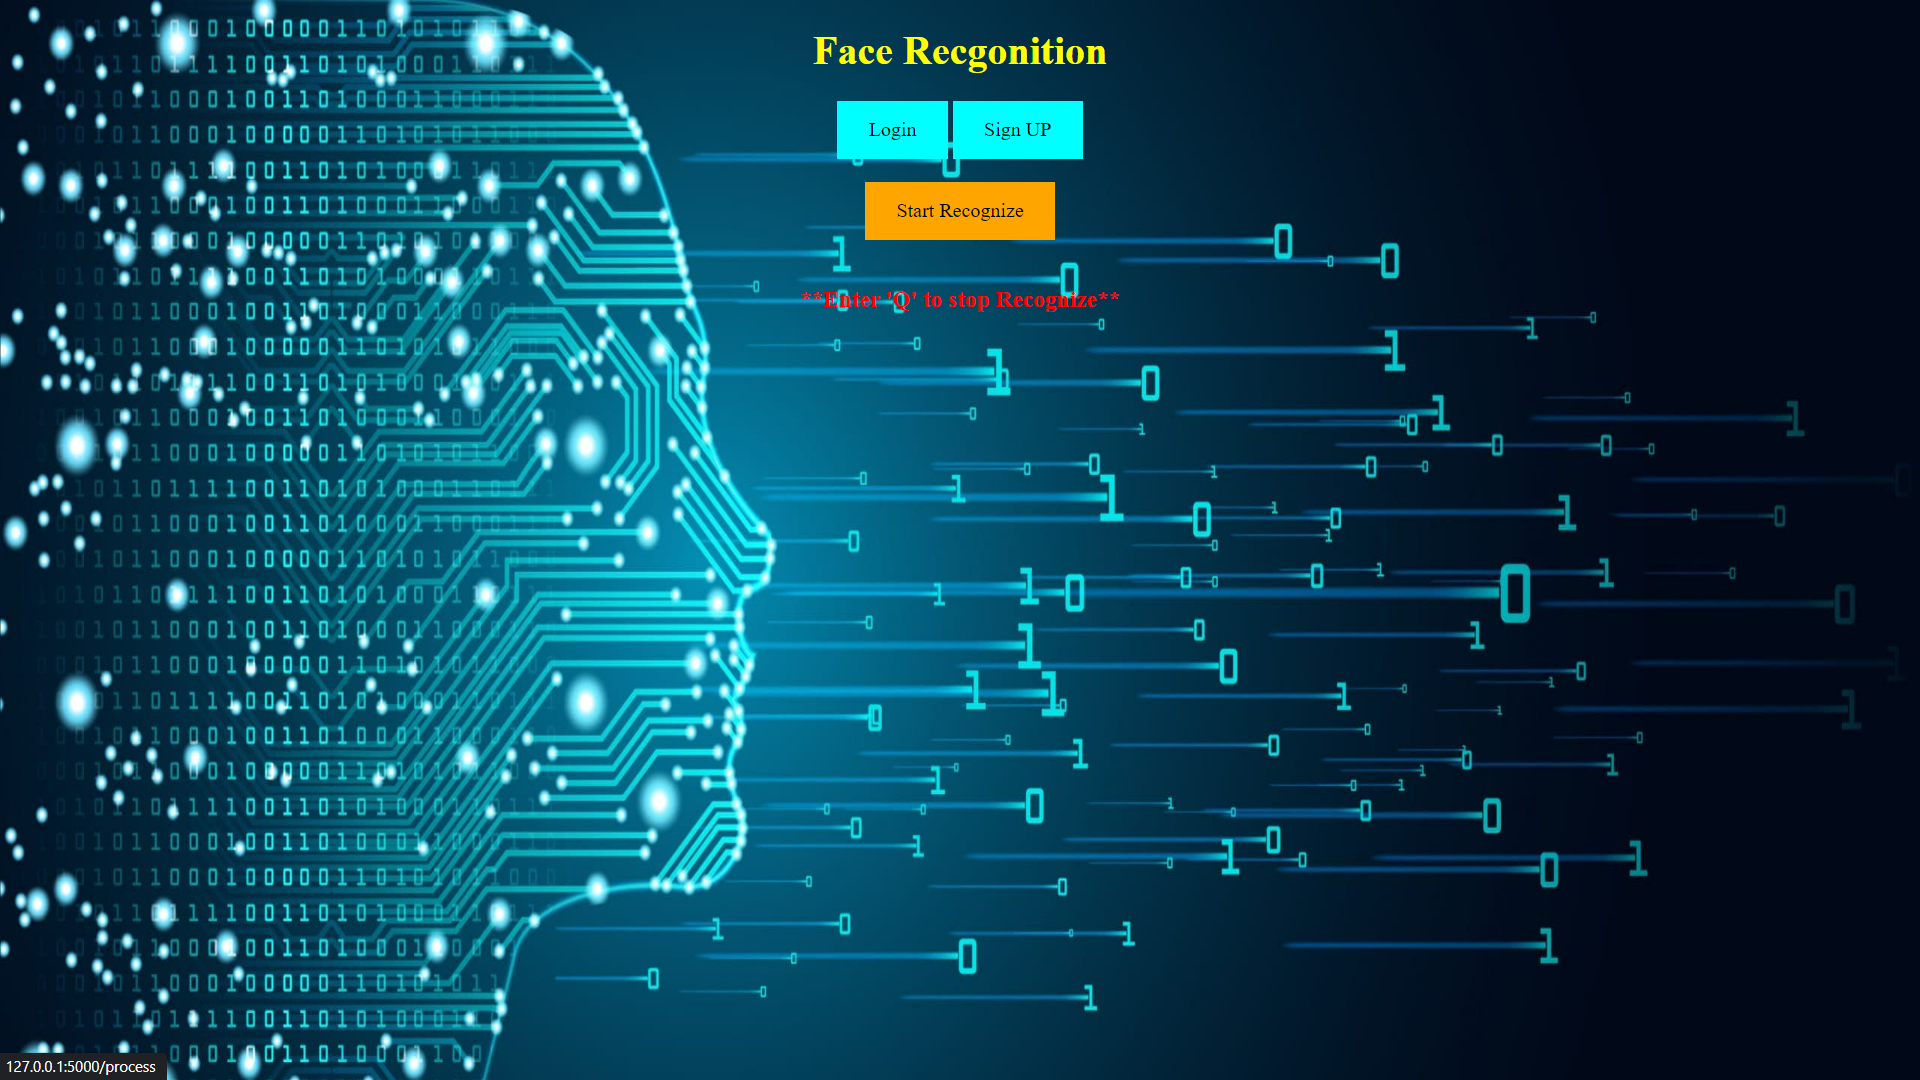 Face Recgonition
Login Sign UP
Start Recognize
**Enter 'Q' to stop Recognize**
127.0.0.1:5000/process